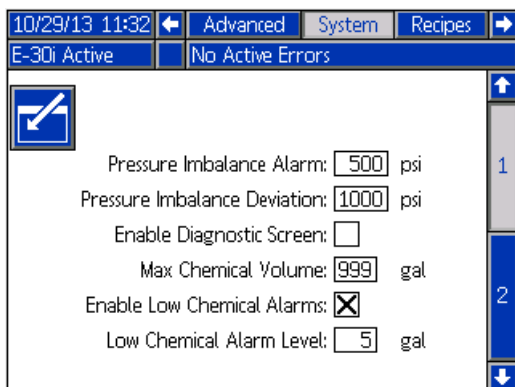 10/29/13 11:32 Advanced System Recipes
E-30i Active No Active Errors
Pressure Imbalance Alarm: 500 psi
1
Pressure Imbalance Deviation: 1000 psi
Enable Diagnostic Screen:
Max Chemical Volume: 999 gal
Enable Low Chemical Alarms:
2
Low Chemical Alarm Level: 5 gal